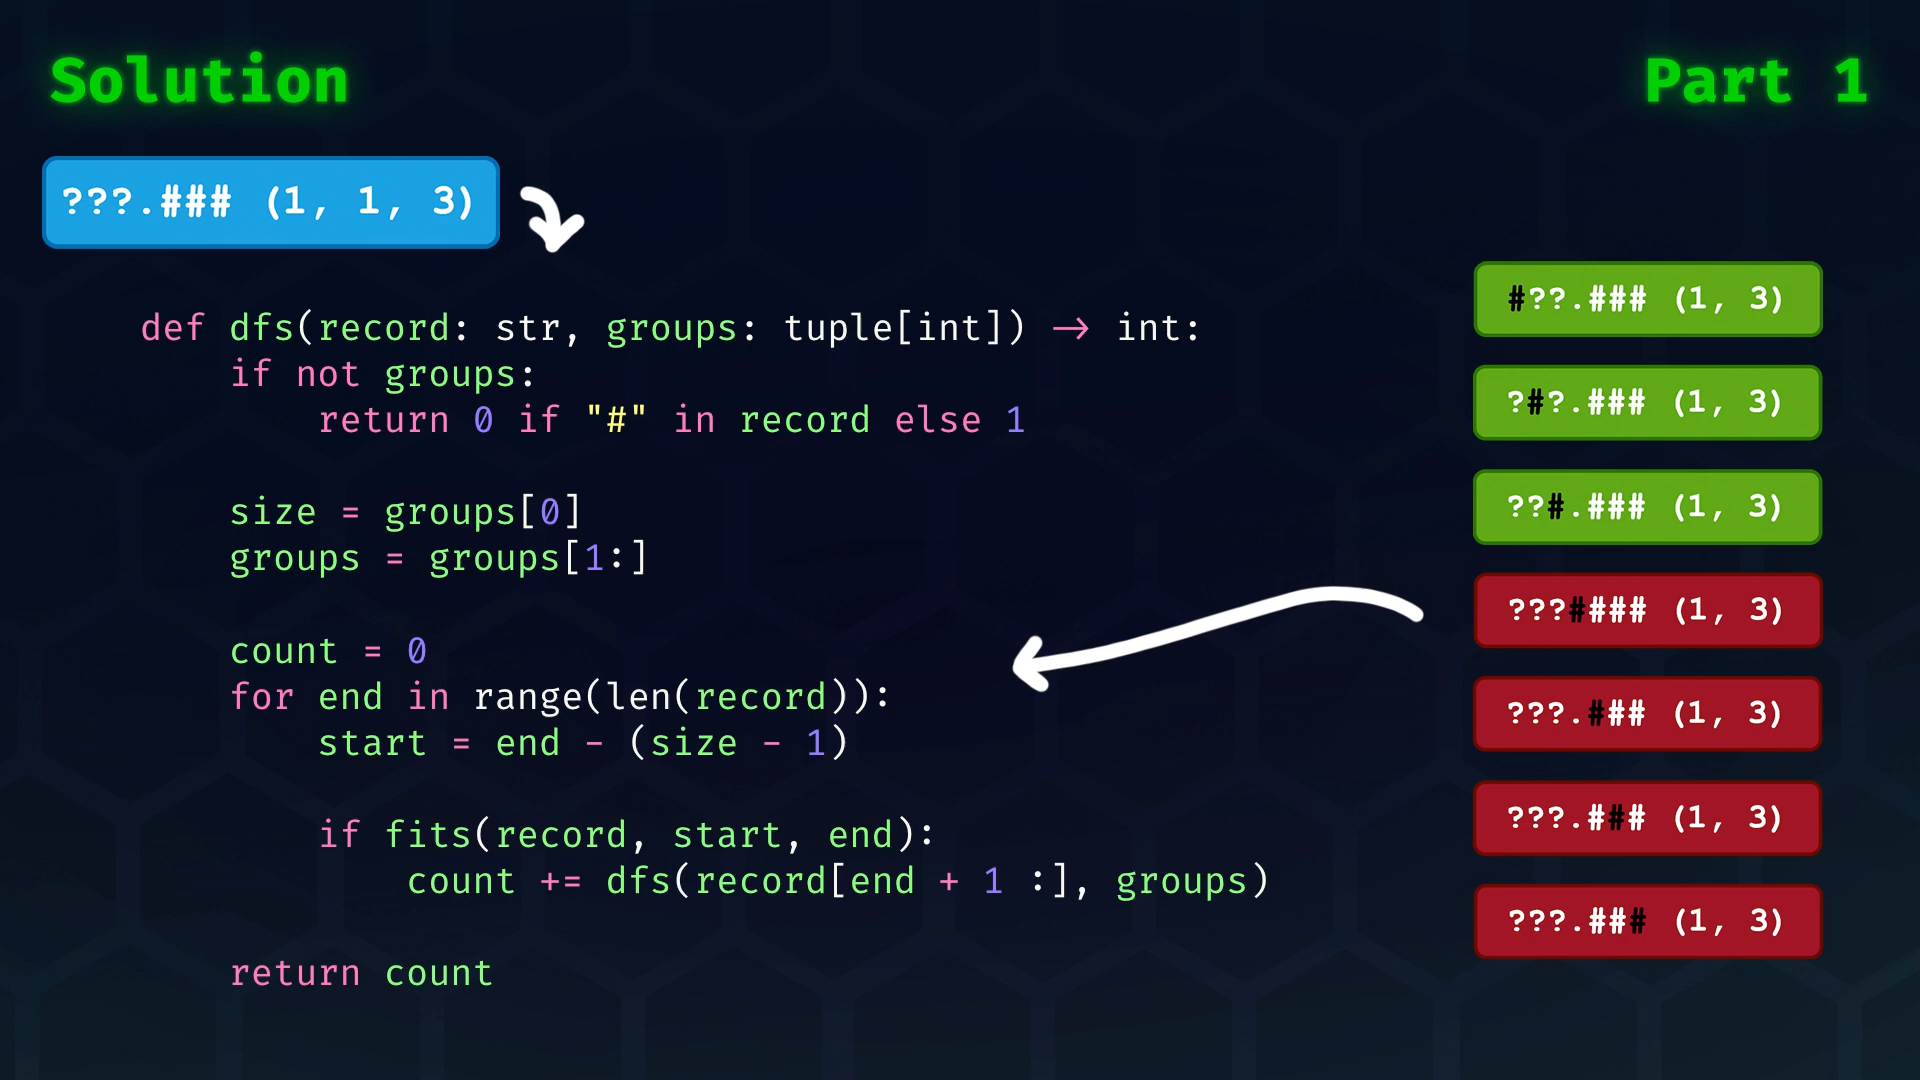 Solution
Part 1
???.### (1, 1, 3)
def dfs(record: str, groups: tuple[int]) → int:
    if not groups:
        return 0 if "#" in record else 1

    size = groups[0]
    groups = groups[1:]

    count = 0
    for end in range(len(record)):
        start = end - (size - 1)

        if fits(record, start, end):
            count += dfs(record[end + 1 :], groups)

    return count
#??.### (1, 3)
?#?.### (1, 3)
??#.### (1, 3)
???#### (1, 3)
???.### (1, 3)
???.### (1, 3)
???.### (1, 3)